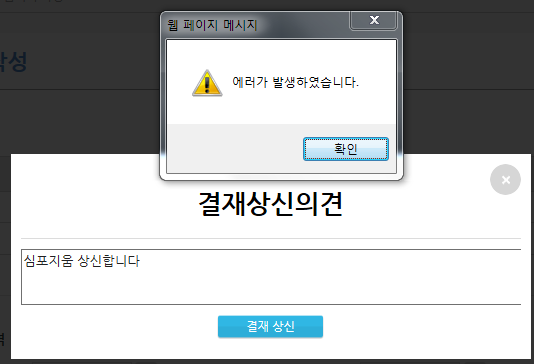 작성
웹 페이지 메시지
에러가 발생하였습니다.
확인
결재상신의견
심포지움 상신합니다
결재 상신